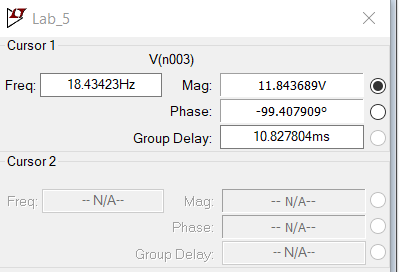 Lab_5
Cursor 1
V(n003)
Freq: 18.43423Hz Mag: 11.843689V
Phase: -99.407909º
Group Delay: 10.827804ms
Cursor 2
Freq: -- N/A-- Mag: -- N/A--
Phase: -- N/A--
Group Delay: -- N/A--